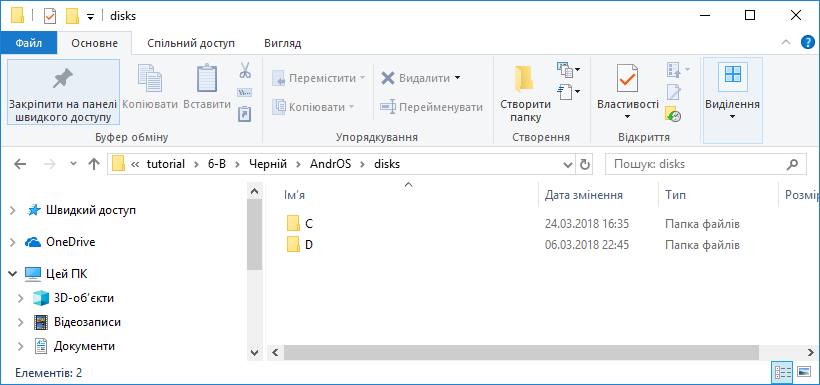 disks
Файл Основне Спільний доступ Вигляд
Закріпити на панелі швидкого доступу
Копіювати
Вставити
Перемістити
Копіювати
Видалити
Перейменувати
Створити папку
Властивості
Виділення
Буфер обміну Упорядкування Створення Відкриття
« tutorial 6-В Черній AndrOS disks
Пошук: disks
Ім'я Дата змінення Тип Розмір
C 24.03.2018 16:35 Папка файлів
D 06.03.2018 22:45 Папка файлів
Швидкий доступ
OneDrive
Цей ПК
3D-об'єкти
Відеозаписи
Документи
Елементів: 2